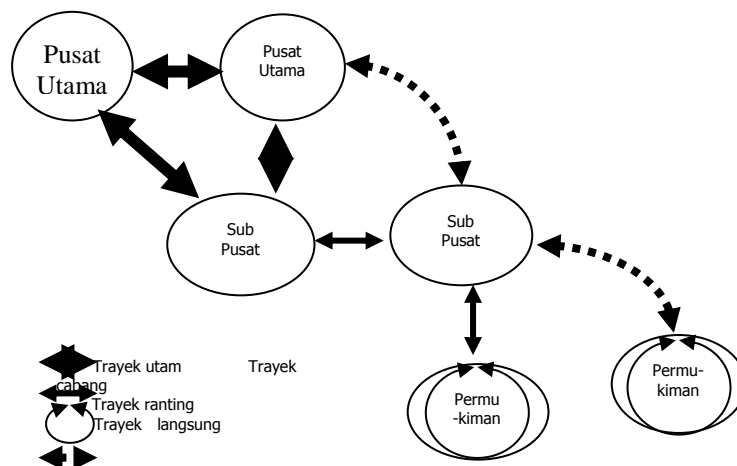 Pusat
Utama
Pusat
Utama
Sub
Pusat
Sub
Pusat
Trayek utam Trayek
cabang
Trayek ranting
Trayek langsung
Permu
-kiman
Permu-
kiman